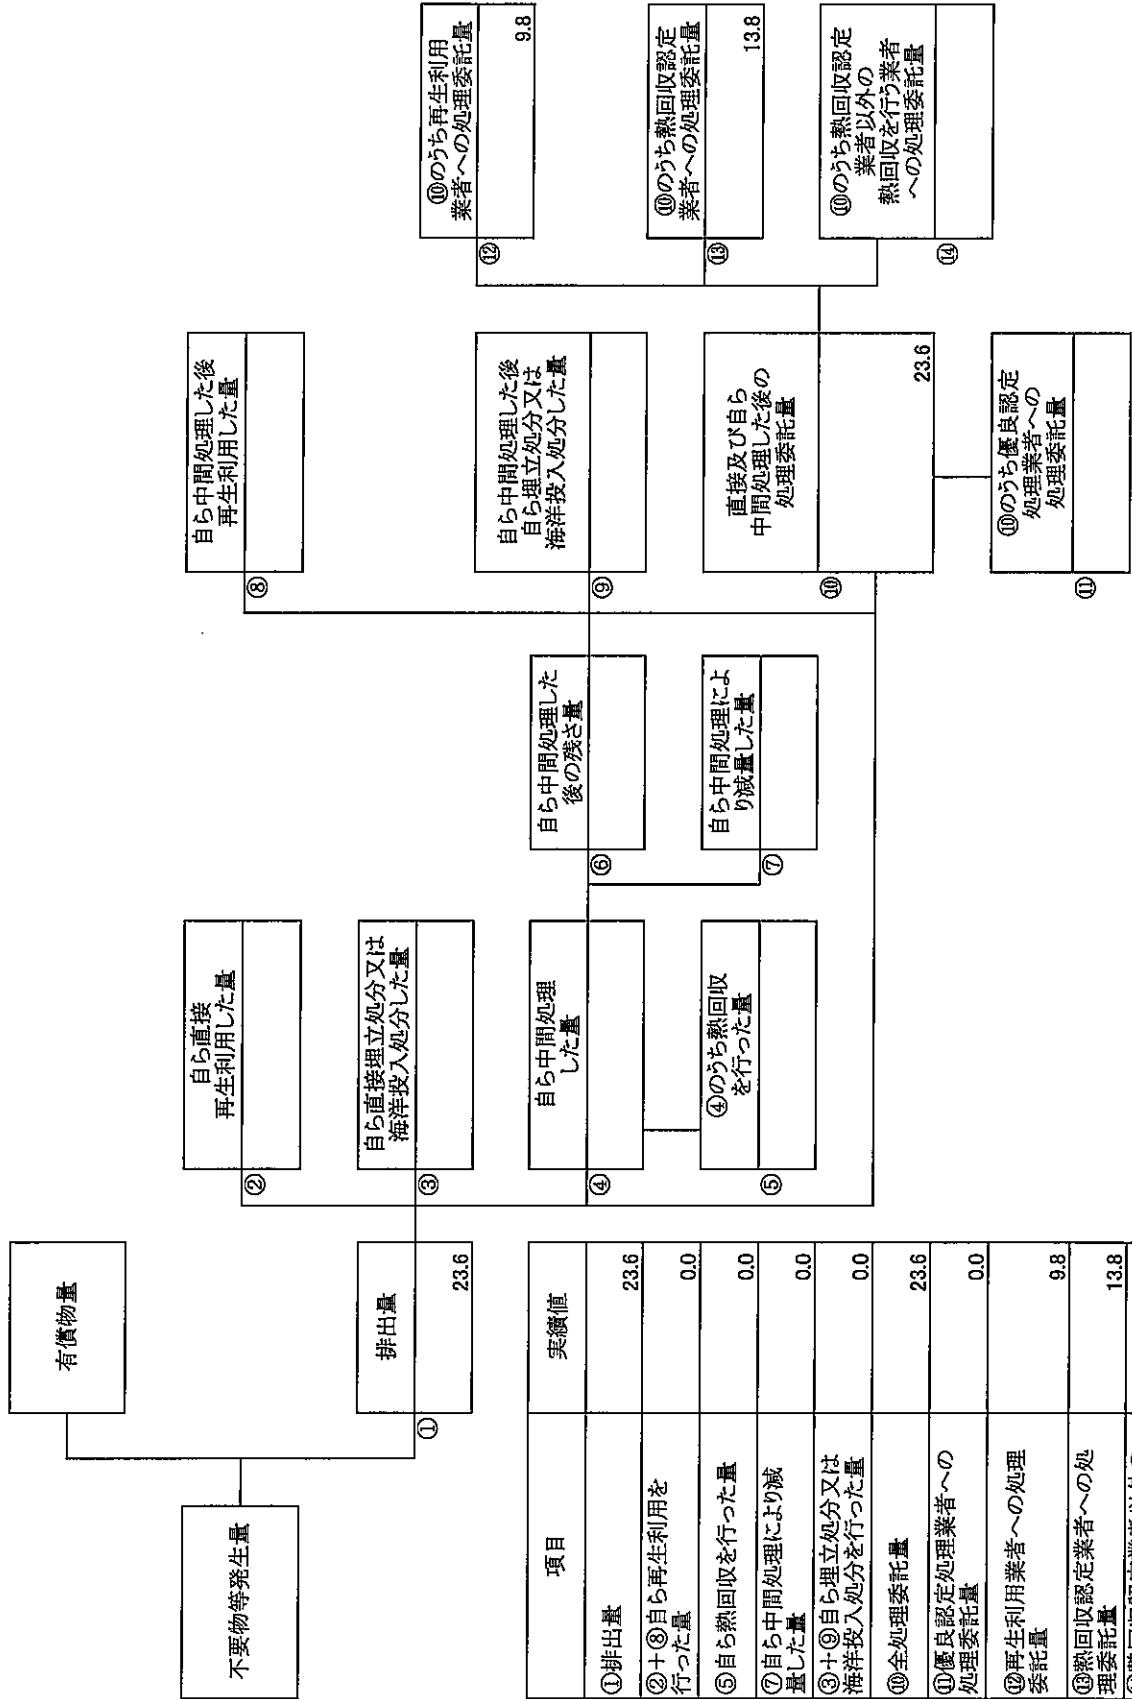 不要物等発生量
有償物量
排出量
①
23.6
②
自ら直接
再生利用した量
③
自ら直接埋立処分又は
海洋投入処分した量
④
自ら中間処理
した量
⑤
④のうち熱回収
を行った量
⑥
自ら中間処理した
後の残さ量
⑦
自ら中間処理によ
り減量した量
⑧
自ら中間処理した後
再生利用した量
⑨
自ら中間処理した後
自ら埋立処分又は
海洋投入処分した量
⑩
直接及び自ら
中間処理した後の
処理委託量
23.6
⑪
⑩のうち優良認定
処理業者への
処理委託量
⑫
⑩のうち再生利用
業者への処理委託量
9.8
⑬
⑩のうち熱回収認定
業者への処理委託量
13.8
⑭
⑩のうち熱回収認定
業者以外の
熱回収を行う業者
への処理委託量
項目 実績値
①排出量 23.6
②+⑧自ら再生利用を
行った量 0.0
⑤自ら熱回収を行った量 0.0
⑦自ら中間処理により減
量した量 0.0
③+⑨自ら埋立処分又は
海洋投入処分を行った量 0.0
⑩全処理委託量 23.6
⑪優良認定処理業者への
処理委託量 0.0
⑫再生利用業者への処理
委託量 9.8
⑬熱回収認定業者への処
理委託量 13.8